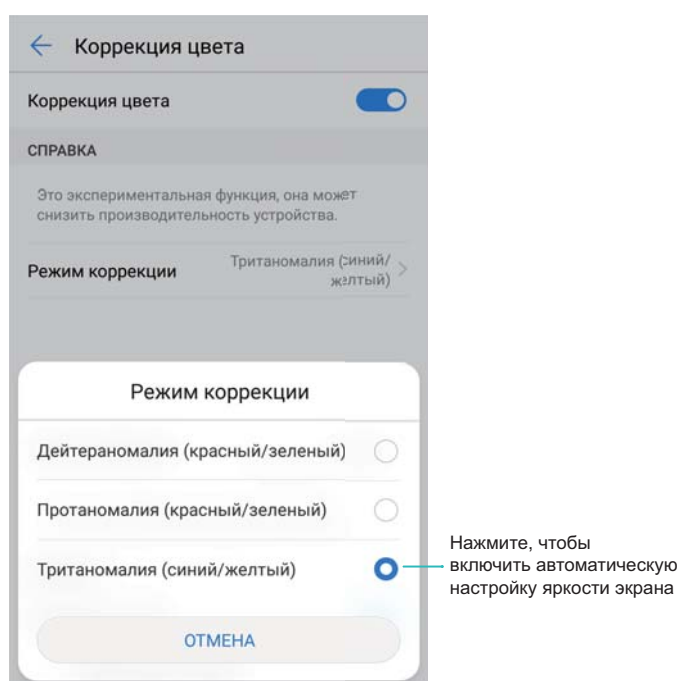 Коррекция цвета
Коррекция цвета
СПРАВКА
Это экспериментальная функция, она может
снизить производительность устройства.
Режим коррекции
Тританомалия (синий/
желтый)
Режим коррекции
Дейтераномалия (красный/зеленый)
Протаномалия (красный/зеленый)
Тританомалия (синий/желтый)
ОТМЕНА
Нажмите, чтобы
включить автоматическую
настройку яркости экрана